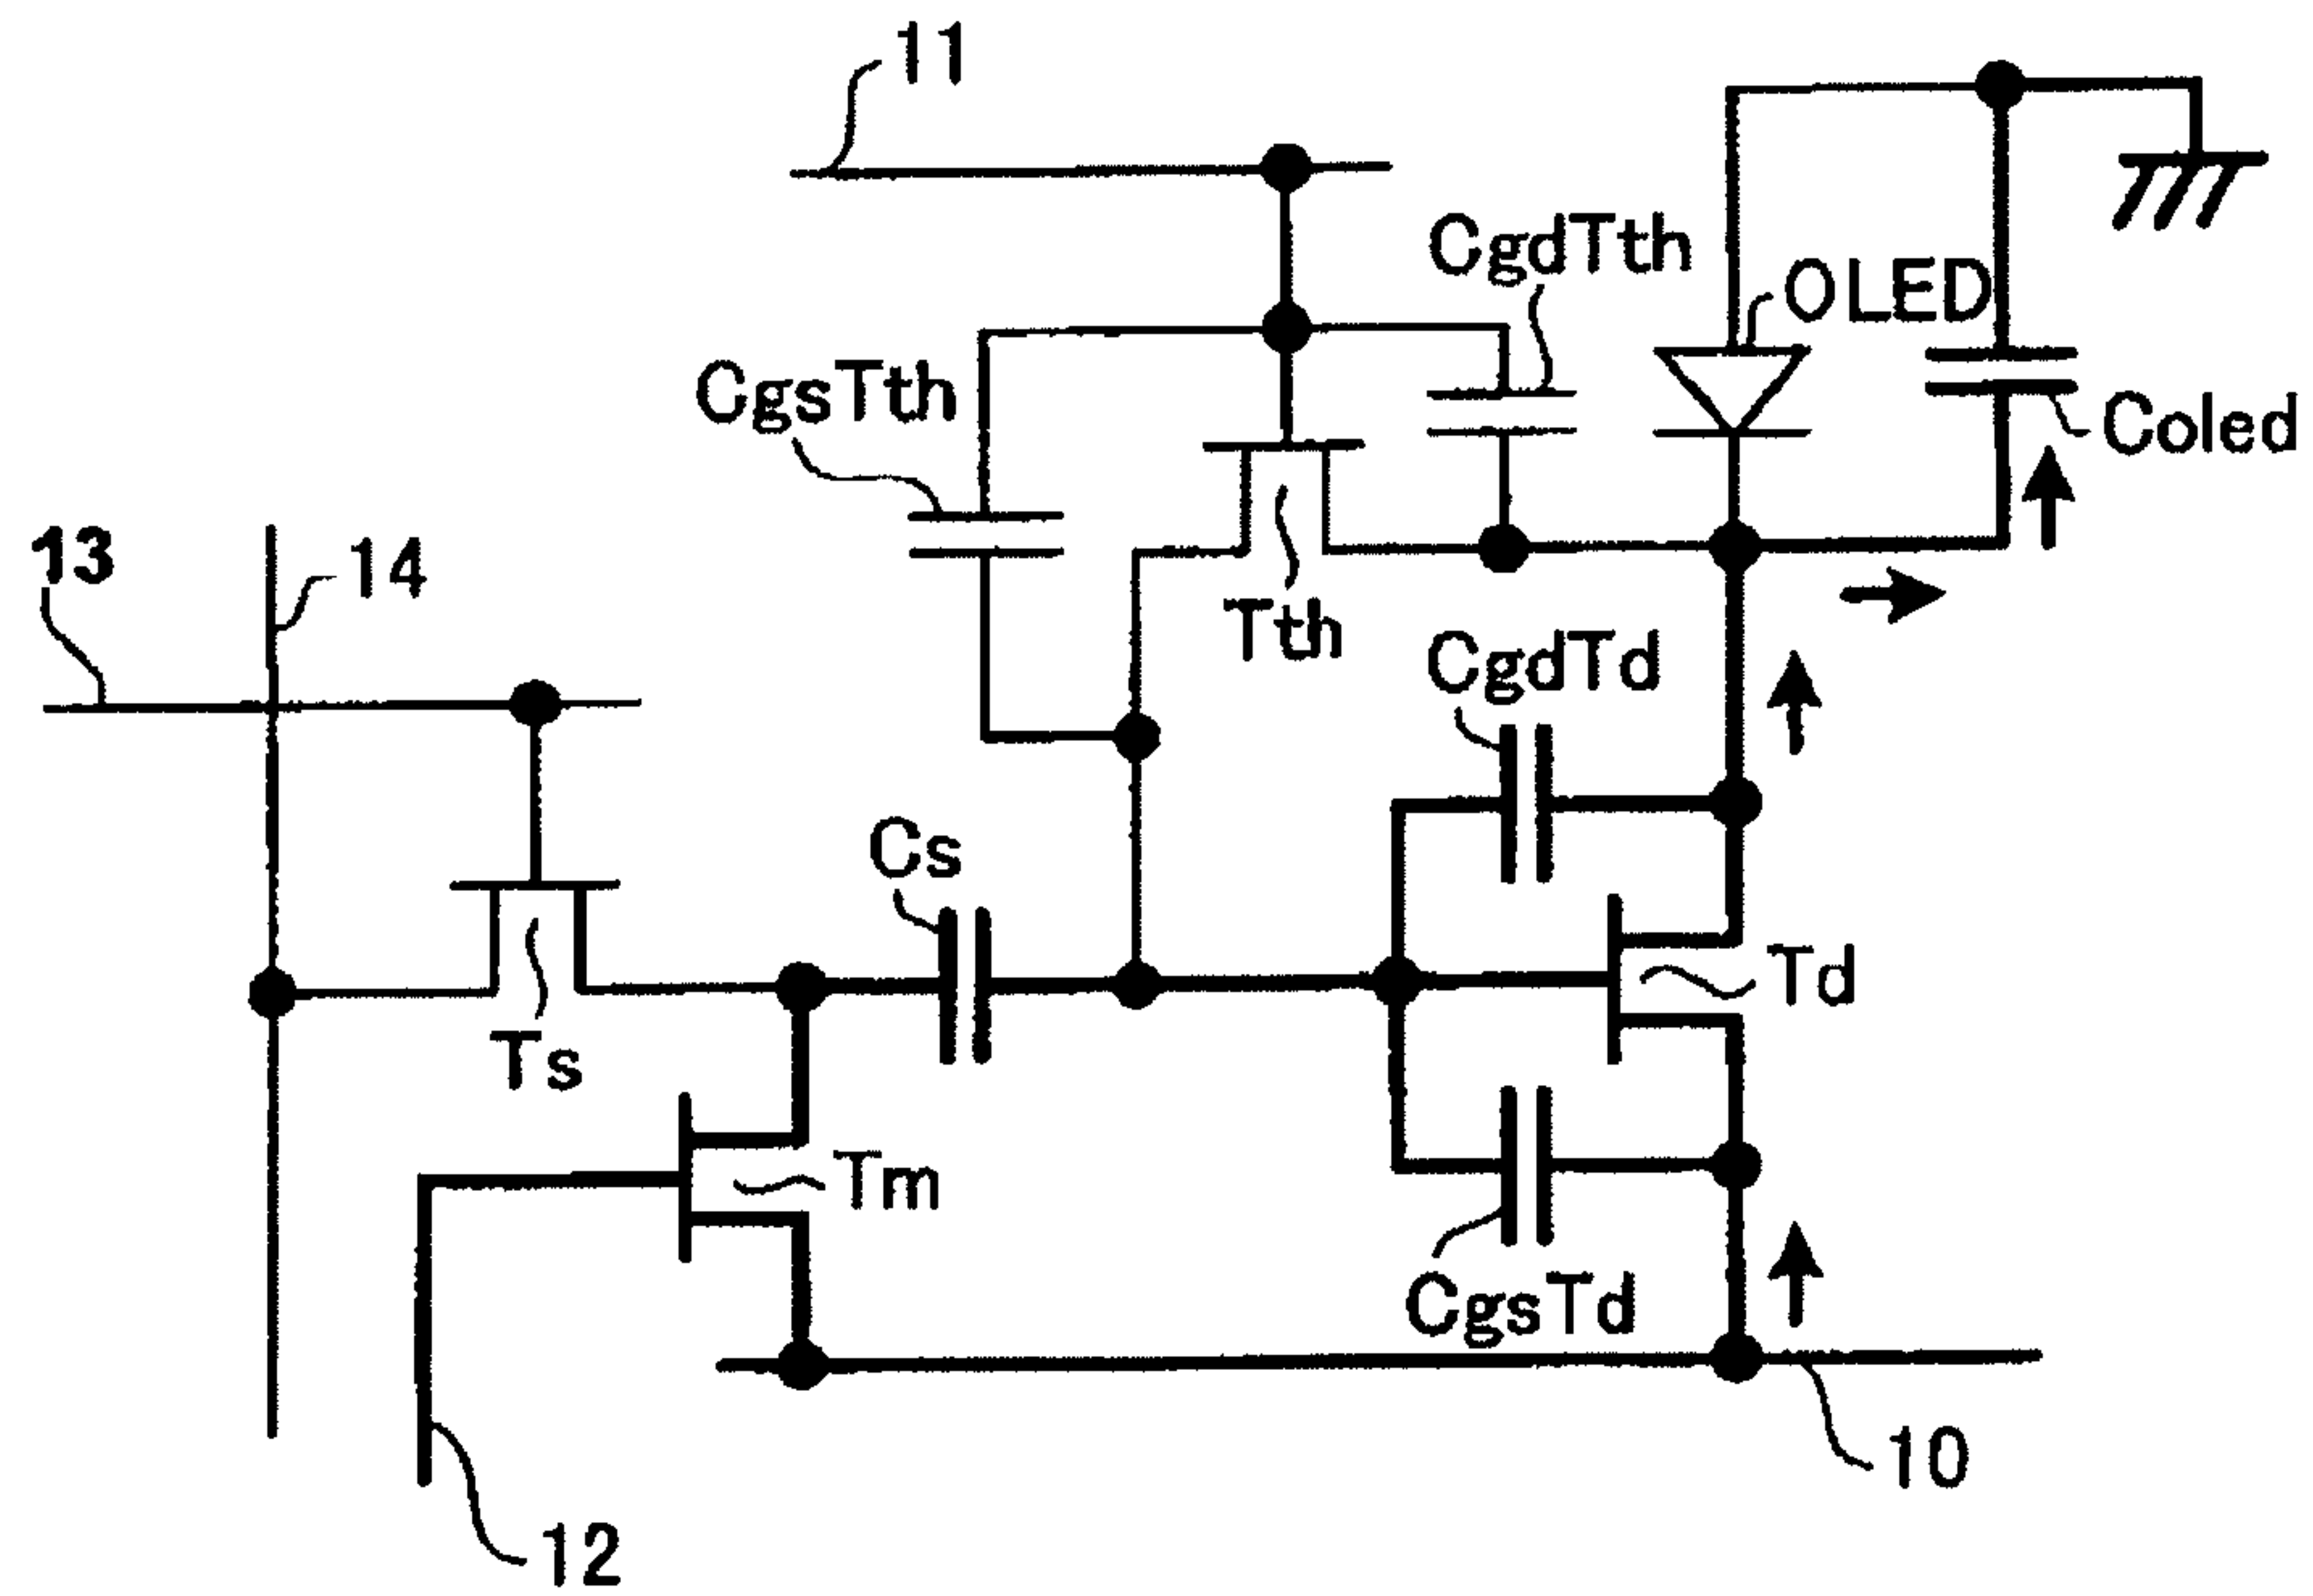 11
CgdTth
OLED
CgsTth
Coled
13
14
Tth
CgdTd
Cs
Td
Ts
Tm
CgsTd
10
12